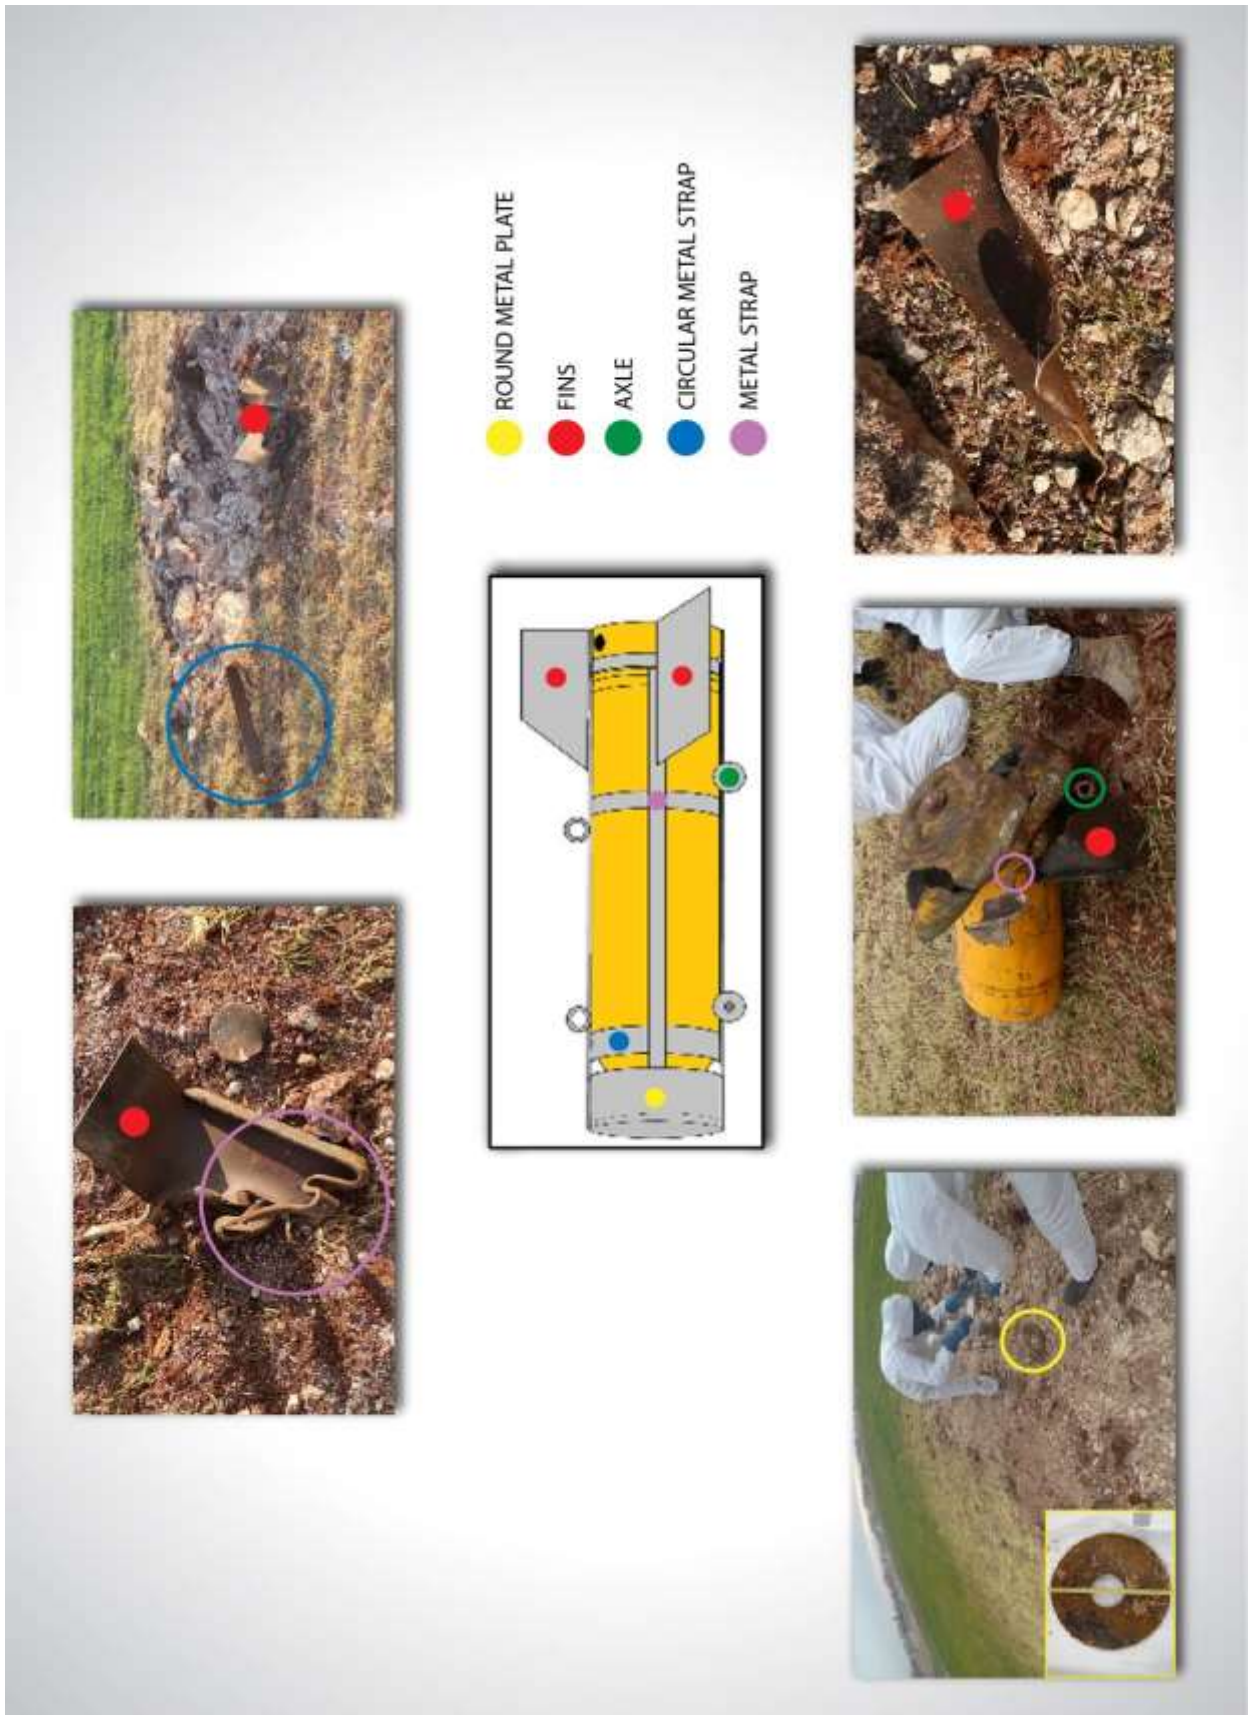 ROUND METAL PLATE
FINS
AXLE
CIRCULAR METAL STRAP
METAL STRAP